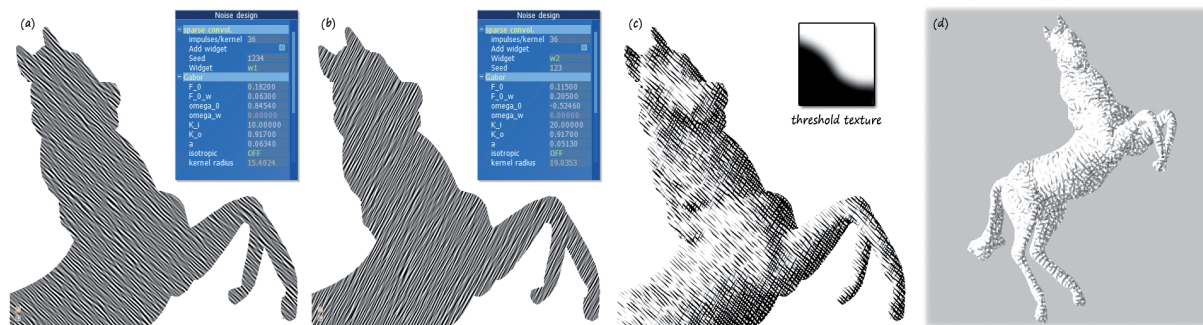 (a)
Noise design
sparse convol.
impulses/kernel 36
Add widget
Seed 1234
Widget w1
Gabor
F_0 0.18200
F_0_w 0.06300
omega_0 0.84540
omega_w 0.00000
K_i 10.00000
K_o 0.91700
a 0.06340
isotropic OFF
kernel radius 15.4024
(b)
Noise design
sparse convol.
impulses/kernel 36
Add widget
Widget w2
Seed 123
Gabor
F_0 0.11500
F_0_w 0.20500
omega_0 -0.52460
omega_w 0.00000
K_i 20.00000
K_o 0.91700
a 0.05130
isotropic OFF
kernel radius 19.0353
(c)
threshold texture
(d)